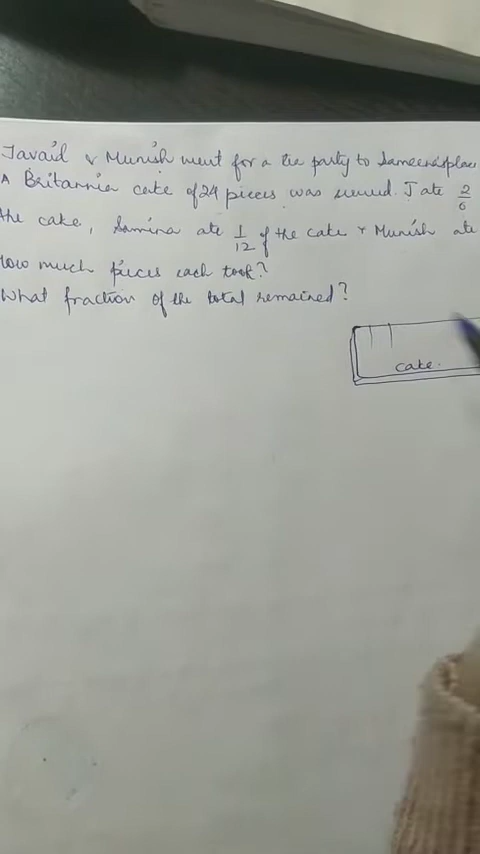 Javaid & Munish went for a tea party to Sameena's place
A Britannia cake of 24 pieces was served. J ate 2/6
the cake, Samina ate 1/12 of the cake & Munish ate
How much pieces each took?
What fraction of the total remained?
cake.